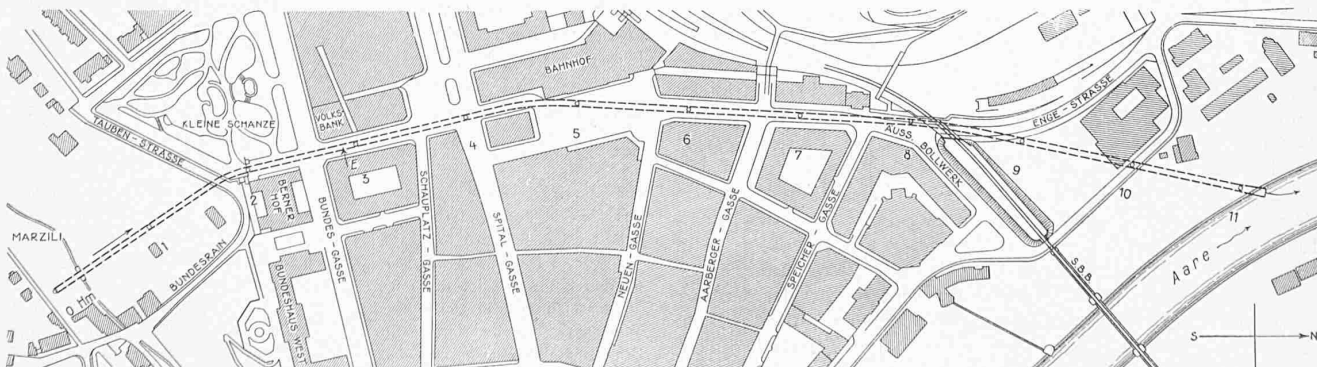 BAHNHOF
KLEINE SCHANZE
VOLKS-
BANK
TAUBEN-STRASSE
ENGE-STRASSE
AUSS.
BOLLWERK
E
1
2
3
4
5
6
7
8
9
10
11
BERNER
HOF
MARZILI
0 Hm
BUNDESRAIN
BUNDESHAUS WEST
BUNDES-GASSE
SCHAUPLATZ-GASSE
SPITAL-GASSE
NEUEN-GASSE
AARBERGER-GASSE
SPEICHER-GASSE
S.B.B.
Aare
S
N